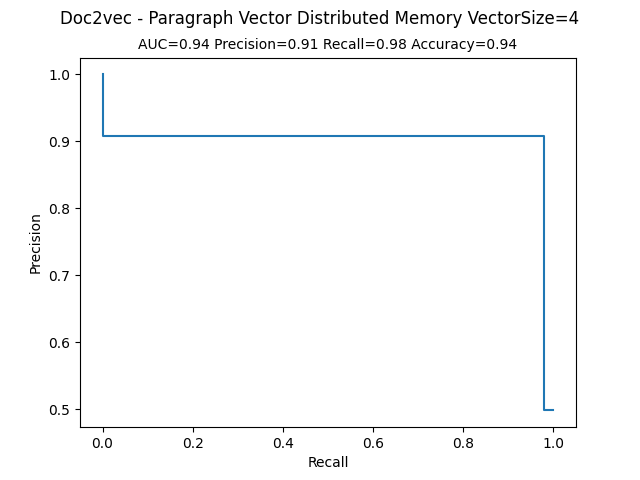 Doc2vec - Paragraph Vector Distributed Memory VectorSize=4
AUC=0.94 Precision=0.91 Recall=0.98 Accuracy=0.94
1.0
0.9
0.8
0.7
0.6
0.5
Precision
0.0 0.2 0.4 0.6 0.8 1.0
Recall